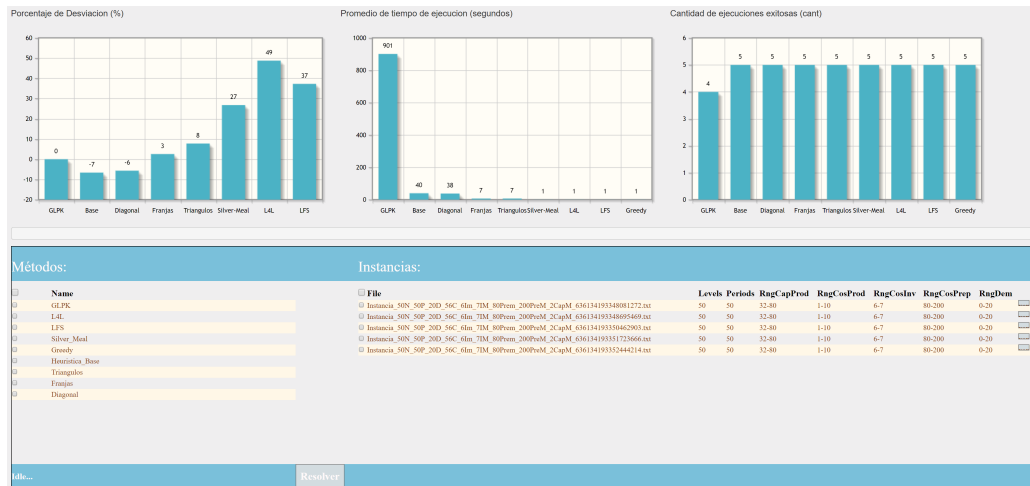 Porcentaje de Desviacion (%)
60
50
40
30
20
10
0
-10
-20
0
-7
-6
3
8
27
49
37
GLPK Base Diagonal Franjas Triangulos Silver-Meal L4L LFS
Promedio de tiempo de ejecucion (segundos)
1000
800
600
400
200
0
901
40
38
7
7
1
1
1
1
GLPK Base Diagonal Franjas Triangulos Silver-Meal L4L LFS Greedy
Cantidad de ejecuciones exitosas (cant)
6
5
4
3
2
1
0
4
5
5
5
5
5
5
5
5
GLPK Base Diagonal Franjas Triangulos Silver-Meal L4L LFS Greedy
Métodos:
Name
GLPK
L4L
LFS
Silver_Meal
Greedy
Heuristica_Base
Triangulos
Franjas
Diagonal
Instancias:
File Levels Periods RngCapProd RngCosProd RngCosInv RngCosPrep RngDem
Instancia_50N_50P_20D_56C_6Im_7IM_80Prem_200PreM_2CapM_636134193348081272.txt 50 50 32-80 1-10 6-7 80-200 0-20
Instancia_50N_50P_20D_56C_6Im_7IM_80Prem_200PreM_2CapM_636134193348695469.txt 50 50 32-80 1-10 6-7 80-200 0-20
Instancia_50N_50P_20D_56C_6Im_7IM_80Prem_200PreM_2CapM_636134193350462903.txt 50 50 32-80 1-10 6-7 80-200 0-20
Instancia_50N_50P_20D_56C_6Im_7IM_80Prem_200PreM_2CapM_636134193351723666.txt 50 50 32-80 1-10 6-7 80-200 0-20
Instancia_50N_50P_20D_56C_6Im_7IM_80Prem_200PreM_2CapM_636134193352444214.txt 50 50 32-80 1-10 6-7 80-200 0-20
Idle...
Resolver